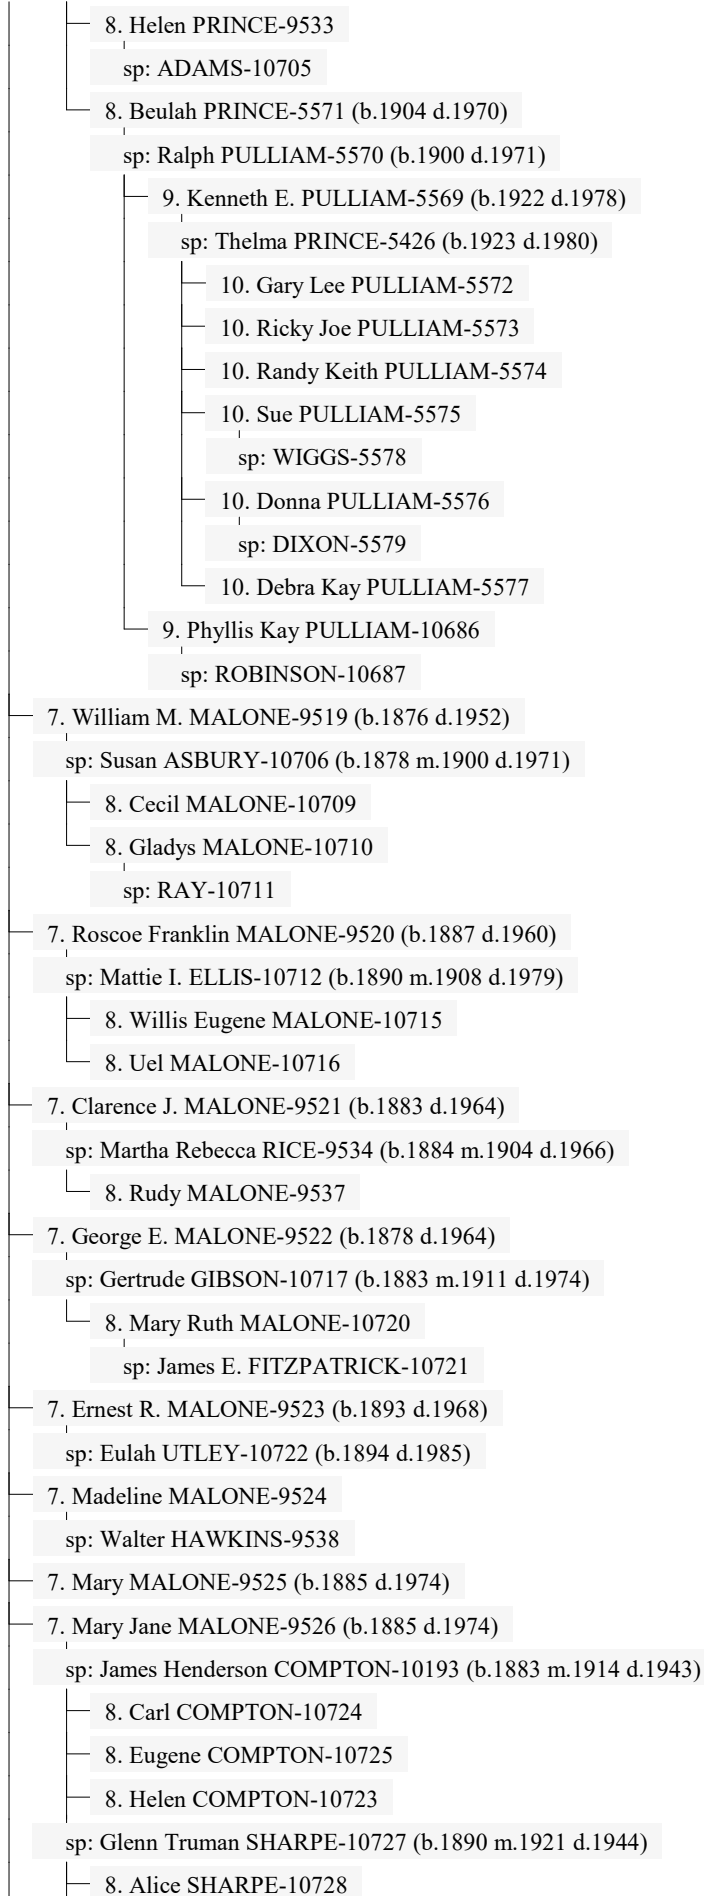 8. Helen PRINCE-9533
sp: ADAMS-10705
8. Beulah PRINCE-5571 (b.1904 d.1970)
sp: Ralph PULLIAM-5570 (b.1900 d.1971)
9. Kenneth E. PULLIAM-5569 (b.1922 d.1978)
sp: Thelma PRINCE-5426 (b.1923 d.1980)
10. Gary Lee PULLIAM-5572
10. Ricky Joe PULLIAM-5573
10. Randy Keith PULLIAM-5574
10. Sue PULLIAM-5575
sp: WIGGS-5578
10. Donna PULLIAM-5576
sp: DIXON-5579
10. Debra Kay PULLIAM-5577
9. Phyllis Kay PULLIAM-10686
sp: ROBINSON-10687
7. William M. MALONE-9519 (b.1876 d.1952)
sp: Susan ASBURY-10706 (b.1878 m.1900 d.1971)
8. Cecil MALONE-10709
8. Gladys MALONE-10710
sp: RAY-10711
7. Roscoe Franklin MALONE-9520 (b.1887 d.1960)
sp: Mattie I. ELLIS-10712 (b.1890 m.1908 d.1979)
8. Willis Eugene MALONE-10715
8. Uel MALONE-10716
7. Clarence J. MALONE-9521 (b.1883 d.1964)
sp: Martha Rebecca RICE-9534 (b.1884 m.1904 d.1966)
8. Rudy MALONE-9537
7. George E. MALONE-9522 (b.1878 d.1964)
sp: Gertrude GIBSON-10717 (b.1883 m.1911 d.1974)
8. Mary Ruth MALONE-10720
sp: James E. FITZPATRICK-10721
7. Ernest R. MALONE-9523 (b.1893 d.1968)
sp: Eulah UTLEY-10722 (b.1894 d.1985)
7. Madeline MALONE-9524
sp: Walter HAWKINS-9538
7. Mary MALONE-9525 (b.1885 d.1974)
7. Mary Jane MALONE-9526 (b.1885 d.1974)
sp: James Henderson COMPTON-10193 (b.1883 m.1914 d.1943)
8. Carl COMPTON-10724
8. Eugene COMPTON-10725
8. Helen COMPTON-10723
sp: Glenn Truman SHARPE-10727 (b.1890 m.1921 d.1944)
8. Alice SHARPE-10728